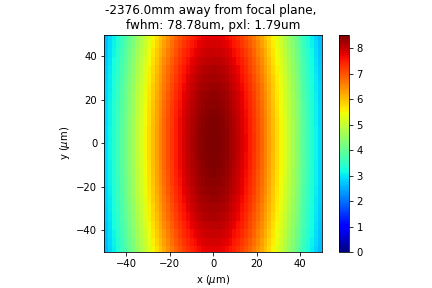 -2376.0mm away from focal plane,
fwhm: 78.78um, pxl: 1.79um
y (μm)
40
20
0
−20
−40
−40 −20 0 20 40
x (μm)
8
7
6
5
4
3
2
1
0